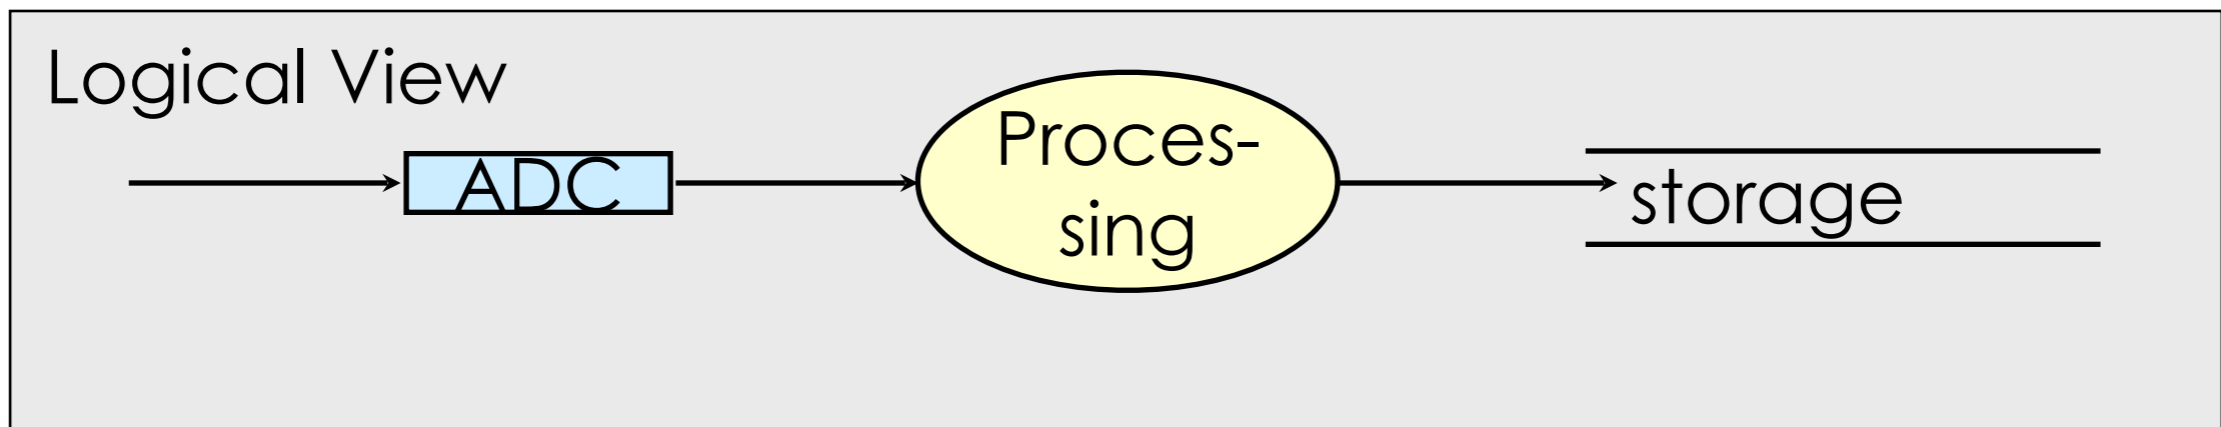 Logical View
ADC
Proces-
sing
storage